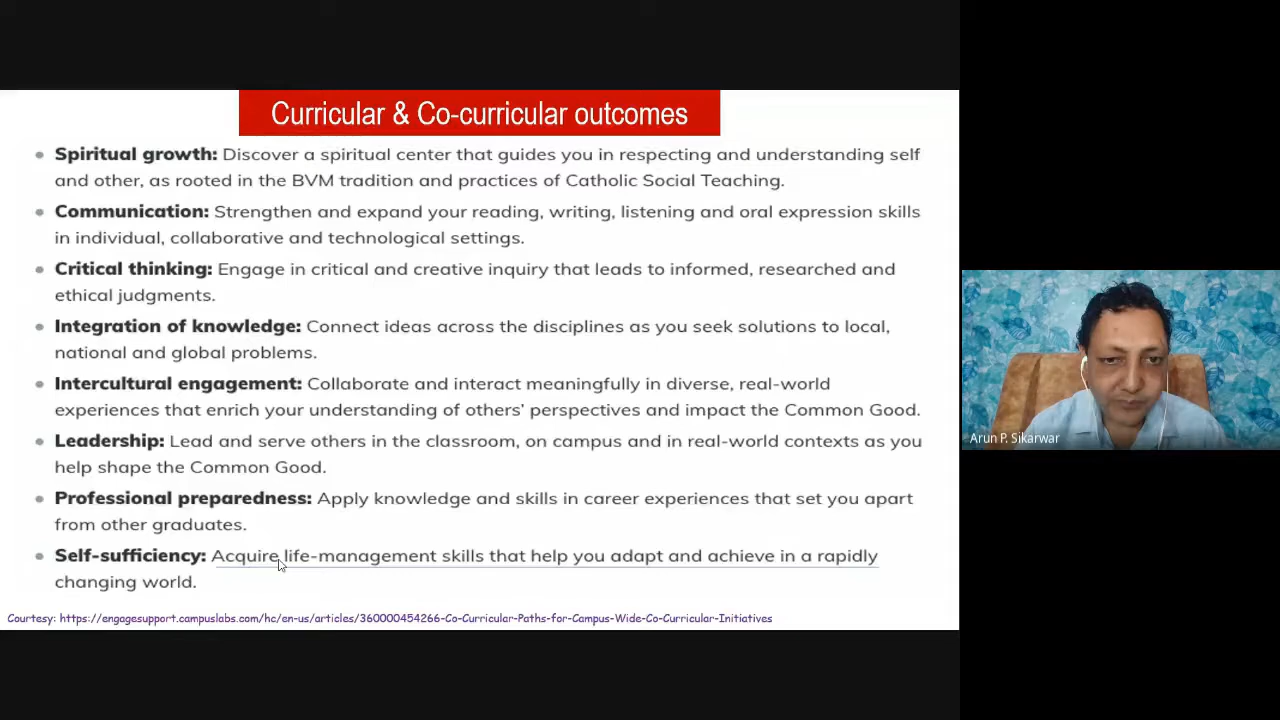 Curricular & Co-curricular outcomes
Spiritual growth: Discover a spiritual center that guides you in respecting and understanding self
and other, as rooted in the BVM tradition and practices of Catholic Social Teaching.
Communication: Strengthen and expand your reading, writing, listening and oral expression skills
in individual, collaborative and technological settings.
Critical thinking: Engage in critical and creative inquiry that leads to informed, researched and
ethical judgments.
Integration of knowledge: Connect ideas across the disciplines as you seek solutions to local,
national and global problems.
Intercultural engagement: Collaborate and interact meaningfully in diverse, real-world
experiences that enrich your understanding of others’ perspectives and impact the Common Good.
Leadership: Lead and serve others in the classroom, on campus and in real-world contexts as you
help shape the Common Good.
Professional preparedness: Apply knowledge and skills in career experiences that set you apart
from other graduates.
Self-sufficiency: Acquire life-management skills that help you adapt and achieve in a rapidly
changing world.
Courtesy: https://engagesupport.campuslabs.com/hc/en-us/articles/360000454266-Co-Curricular-Paths-for-Campus-Wide-Co-Curricular-Initiatives
Arun P. Sikarwar